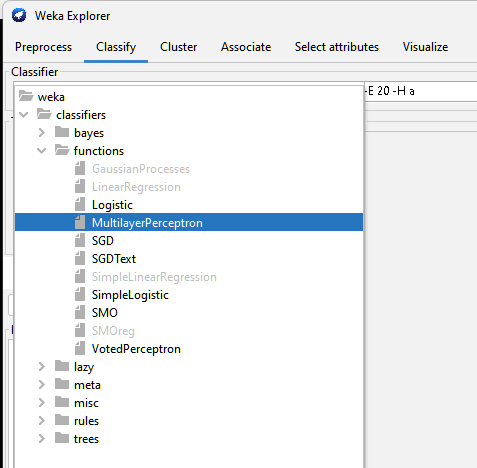 Weka Explorer
Preprocess Classify Cluster Associate Select attributes Visualize
Classifier
-E 20 -H a
weka
classifiers
bayes
functions
GaussianProcesses
LinearRegression
Logistic
MultilayerPerceptron
SGD
SGDText
SimpleLinearRegression
SimpleLogistic
SMO
SMOreg
VotedPerceptron
lazy
meta
misc
rules
trees